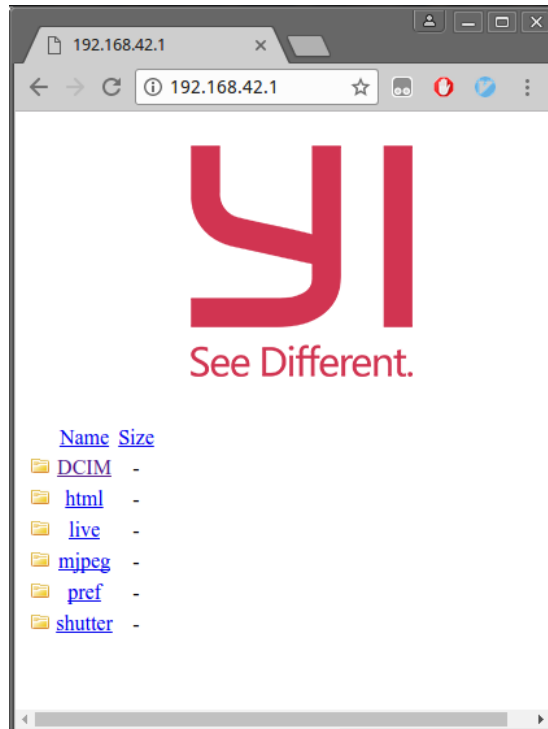 192.168.42.1
192.168.42.1
YI
See Different.
Name Size
DCIM -
html -
live -
mjpeg -
pref -
shutter -